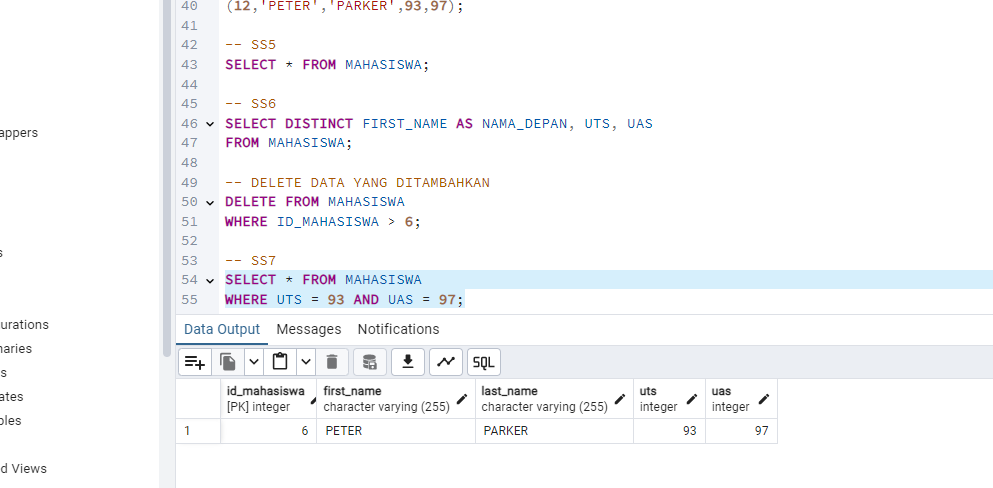 40 (12,'PETER','PARKER',93,97);
41
42 -- SS5
43 SELECT * FROM MAHASISWA;
44
45 -- SS6
46 SELECT DISTINCT FIRST_NAME AS NAMA_DEPAN, UTS, UAS
47 FROM MAHASISWA;
48
49 -- DELETE DATA YANG DITAMBAHKAN
50 DELETE FROM MAHASISWA
51 WHERE ID_MAHASISWA > 6;
52
53 -- SS7
54 SELECT * FROM MAHASISWA
55 WHERE UTS = 93 AND UAS = 97;
appers
s
urations
naries
s
ates
oles
d Views
Data Output Messages Notifications
SQL
id_mahasiswa first_name last_name uts uas
[PK] integer character varying (255) character varying (255) integer integer
1 6 PETER PARKER 93 97